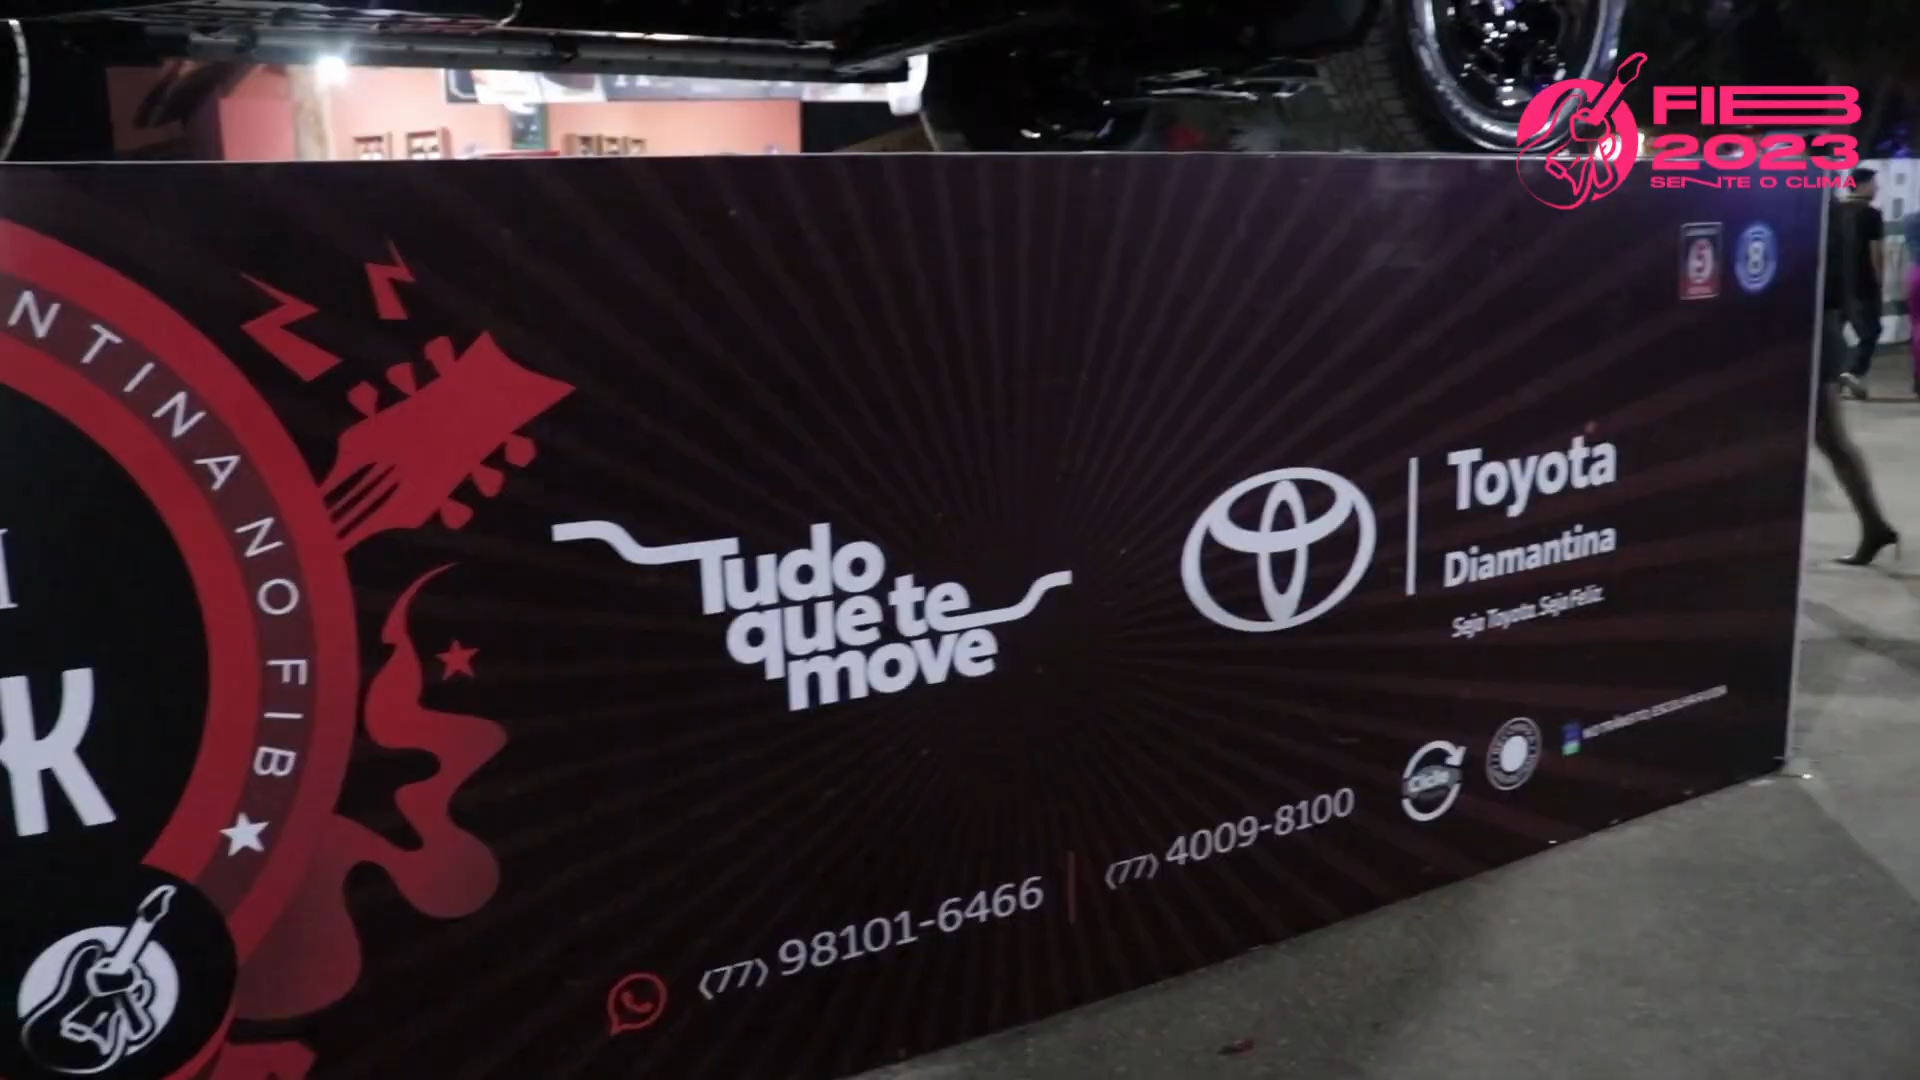 FIB
2023
SENTE O CLIMA
NTINA NO FIB
K
Tudo
que te
move
Toyota
Diamantina
Seja Toyota. Seja Feliz.
(77) 98101-6466 | (77) 4009-8100
Ciclo